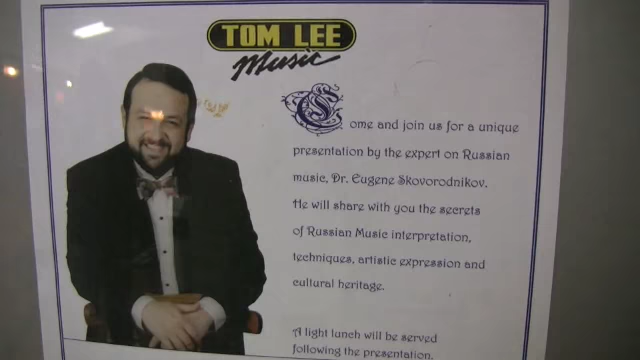 TOM LEE
Music
Come and join us for a unique
presentation by the expert on Russian
music, Dr. Eugene Skovorodnikov.
He will share with you the secrets
of Russian Music interpretation,
techniques, artistic expression and
cultural heritage.
A light lunch will be served
following the presentation.